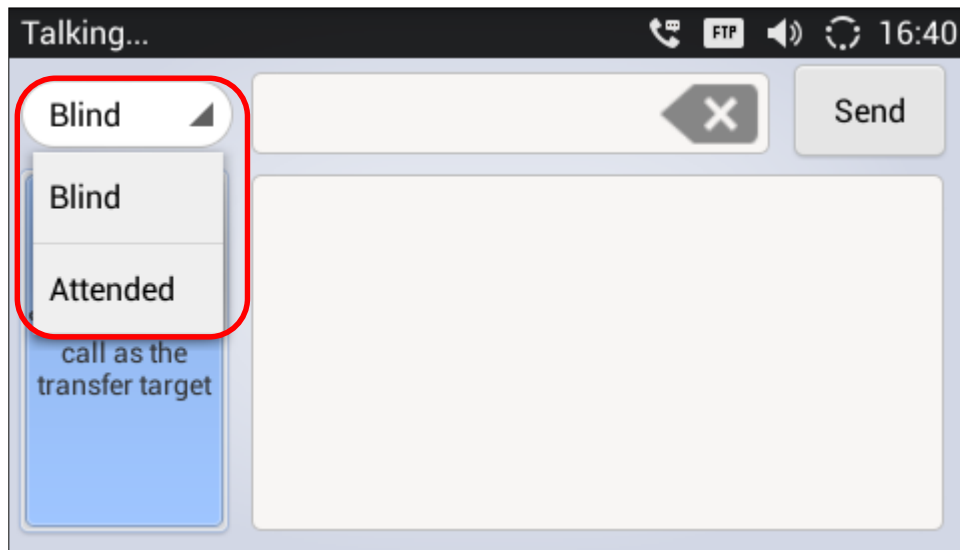 Talking...
FTP
16:40
Blind
Send
Blind
Attended
call as the
transfer target